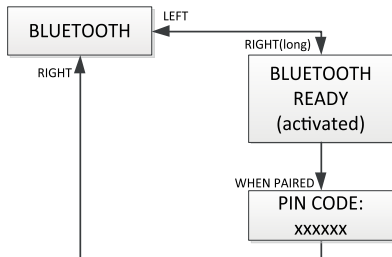 BLUETOOTH
LEFT
RIGHT(long)
RIGHT
BLUETOOTH
READY
(activated)
WHEN PAIRED
PIN CODE:
xxxxxx